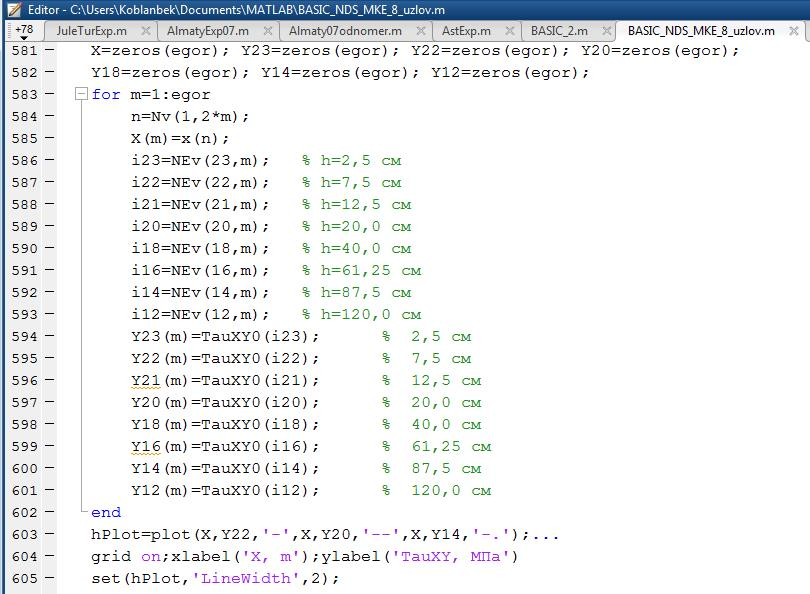 Editor - C:\Users\Koblanbek\Documents\MATLAB\BASIC_NDS_MKE_8_uzlov.m
+78 JuleTurExp.m AlmatyExp07.m Almaty07odnomer.m AstExp.m BASIC_2.m BASIC_NDS_MKE_8_uzlov.m
581 X=zeros(egor); Y23=zeros(egor); Y22=zeros(egor); Y20=zeros(egor);
582 Y18=zeros(egor); Y14=zeros(egor); Y12=zeros(egor);
583 for m=1:egor
584 n=Nv(1,2*m);
585 X(m)=x(n);
586 i23=NEv(23,m); % h=2,5 см
587 i22=NEv(22,m); % h=7,5 см
588 i21=NEv(21,m); % h=12,5 см
589 i20=NEv(20,m); % h=20,0 см
590 i18=NEv(18,m); % h=40,0 см
591 i16=NEv(16,m); % h=61,25 см
592 i14=NEv(14,m); % h=87,5 см
593 i12=NEv(12,m); % h=120,0 см
594 Y23(m)=TauXY0(i23); % 2,5 см
595 Y22(m)=TauXY0(i22); % 7,5 см
596 Y21(m)=TauXY0(i21); % 12,5 см
597 Y20(m)=TauXY0(i20); % 20,0 см
598 Y18(m)=TauXY0(i18); % 40,0 см
599 Y16(m)=TauXY0(i16); % 61,25 см
600 Y14(m)=TauXY0(i14); % 87,5 см
601 Y12(m)=TauXY0(i12); % 120,0 см
602 end
603 hPlot=plot(X,Y22,'-',X,Y20,'--',X,Y14,'-.');...
604 grid on;xlabel('X, m');ylabel('TauXY, МПа')
605 set(hPlot,'LineWidth',2);